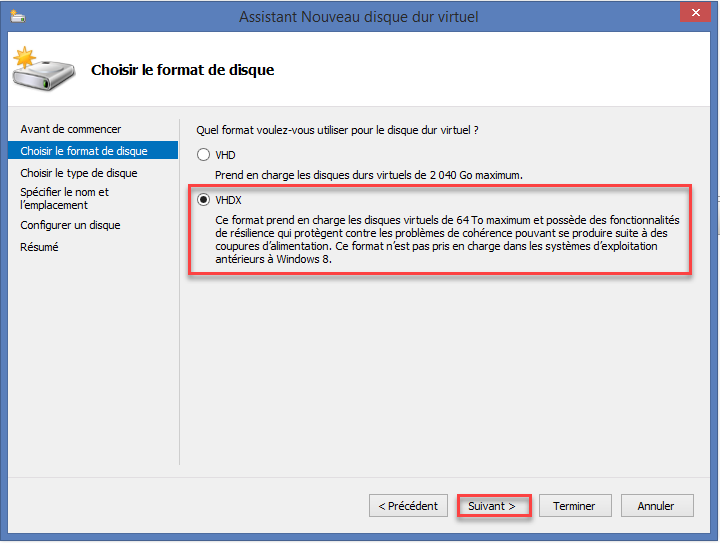 Assistant Nouveau disque dur virtuel
Choisir le format de disque
Avant de commencer
Choisir le format de disque
Choisir le type de disque
Spécifier le nom et
l'emplacement
Configurer un disque
Résumé
Quel format voulez-vous utiliser pour le disque dur virtuel ?
VHD
Prend en charge les disques durs virtuels de 2 040 Go maximum.
VHDX
Ce format prend en charge les disques virtuels de 64 To maximum et possède des fonctionnalités
de résilience qui protègent contre les problèmes de cohérence pouvant se produire suite à des
coupures d'alimentation. Ce format n'est pas pris en charge dans les systèmes d'exploitation
antérieurs à Windows 8.
< Précédent
Suivant >
Terminer
Annuler